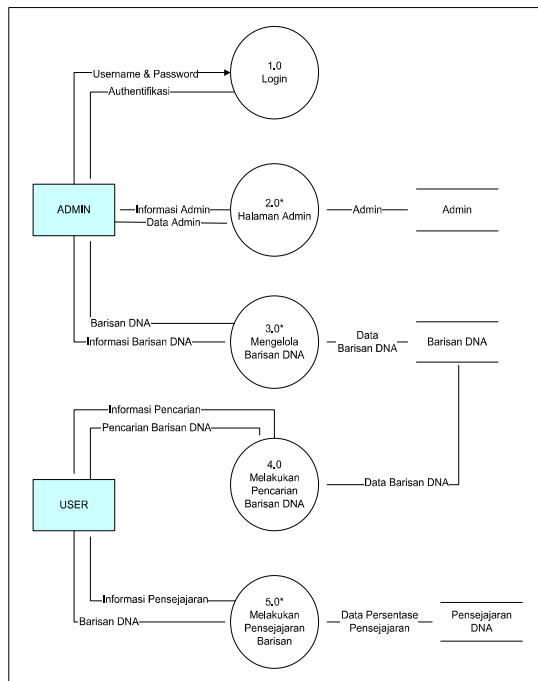 1.0
Login
Username & Password
Authentifikasi
ADMIN
Informasi Admin
Data Admin
2.0*
Halaman Admin
Admin
Admin
Barisan DNA
Informasi Barisan DNA
3.0*
Mengelola
Barisan DNA
Data
Barisan DNA
Barisan DNA
Informasi Pencarian
Pencarian Barisan DNA
4.0
Melakukan
Pencarian
Barisan DNA
Data Barisan DNA
USER
Informasi Pensejajaran
Barisan DNA
5.0*
Melakukan
Pensejajaran
Barisan
Data Persentase
Pensejajaran
Pensejajaran
DNA